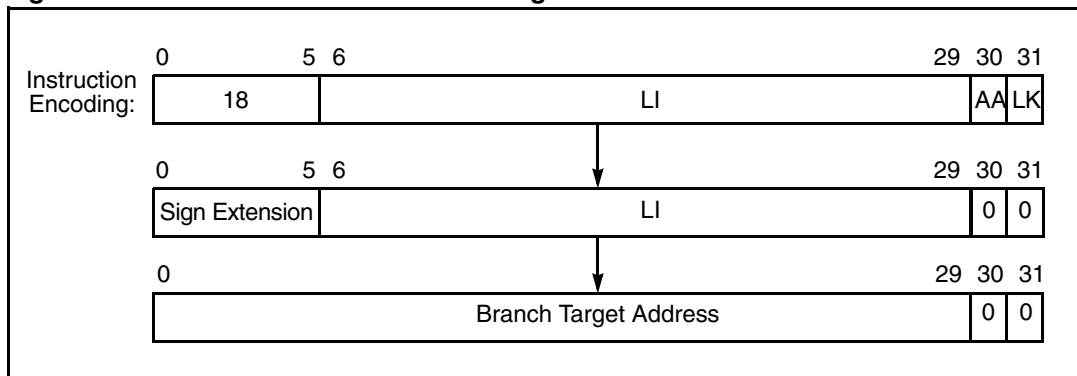 0 5 6 29 30 31
Instruction
Encoding: 18 LI AA LK
0 5 6 29 30 31
Sign Extension LI 0 0
0 29 30 31
Branch Target Address 0 0